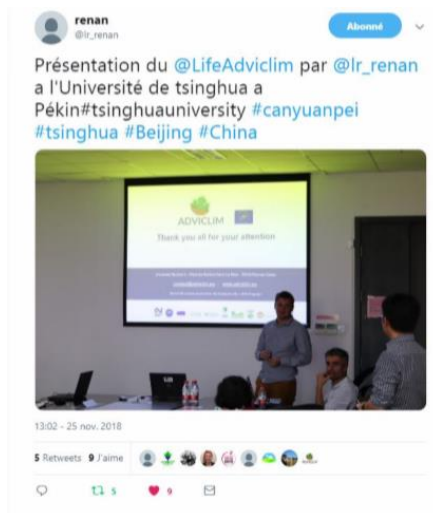 renan
@lr_renan
Abonné
Présentation du @LifeAdviclim par @lr_renan
a l'Université de tsinghua a
Pékin#tsinghuauniversity #canyuanpei
#tsinghua #Beijing #China
ADVICLIM
Thank you all for your attention
13:02 - 25 nov. 2018
5 Retweets 9 J'aime
5 9